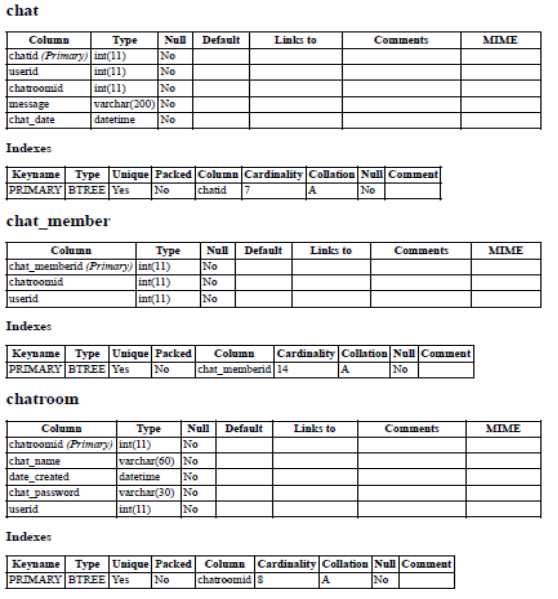 chat
Column Type Null Default Links to Comments MIME
chatid (Primary) int(11) No
userid int(11) No
chatroomid int(11) No
message varchar(200) No
chat_date datetime No
Indexes
Keyname Type Unique Packed Column Cardinality Collation Null Comment
PRIMARY BTREE Yes No chatid 7 A No
chat_member
Column Type Null Default Links to Comments MIME
chat_memberid (Primary) int(11) No
chatroomid int(11) No
userid int(11) No
Indexes
Keyname Type Unique Packed Column Cardinality Collation Null Comment
PRIMARY BTREE Yes No chat_memberid 14 A No
chatroom
Column Type Null Default Links to Comments MIME
chatroomid (Primary) int(11) No
chat_name varchar(60) No
date_created datetime No
chat_password varchar(30) No
userid int(11) No
Indexes
Keyname Type Unique Packed Column Cardinality Collation Null Comment
PRIMARY BTREE Yes No chatroomid 8 A No